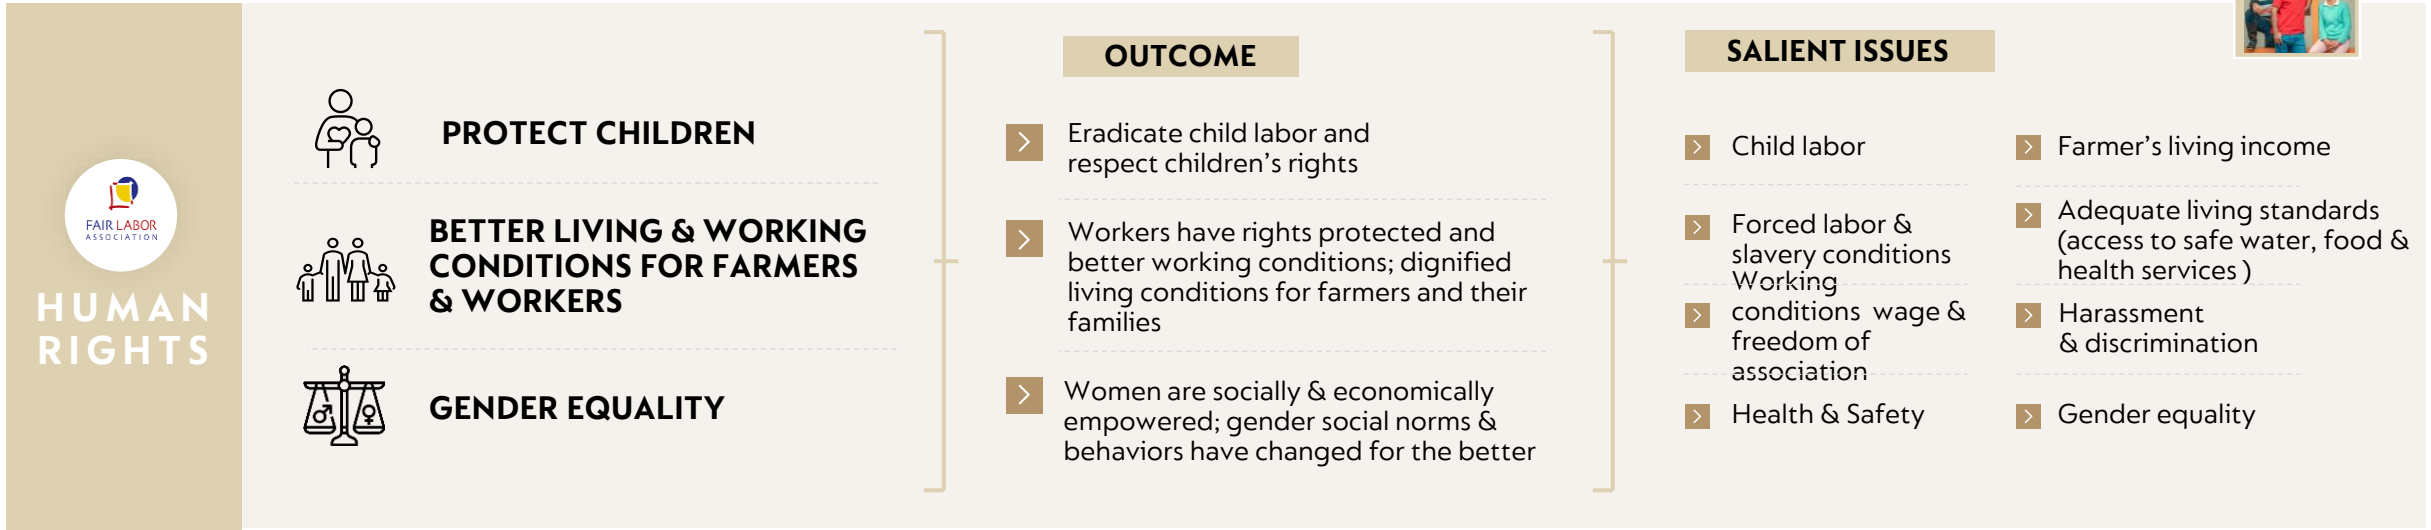 FAIR LABOR
ASSOCIATION
HUMAN
RIGHTS
PROTECT CHILDREN
BETTER LIVING & WORKING
CONDITIONS FOR FARMERS
& WORKERS
GENDER EQUALITY
OUTCOME
Eradicate child labor and
respect children's rights
Workers have rights protected and
better working conditions; dignified
living conditions for farmers and their
families
Women are socially & economically
empowered; gender social norms &
behaviors have changed for the better
SALIENT ISSUES
Child labor
Forced labor &
slavery conditions
Working
conditions wage &
freedom of
association
Health & Safety
Farmer's living income
Adequate living standards
(access to safe water, food &
health services )
Harassment
& discrimination
Gender equality